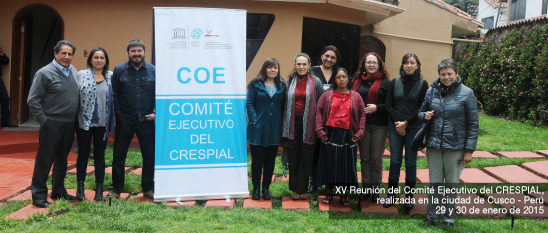 COE
COMITÉ
EJECUTIVO
DEL
CRESPIAL
XV Reunión del Comité Ejecutivo del CRESPIAL,
realizada en la ciudad de Cusco - Perú
29 y 30 de enero de 2015